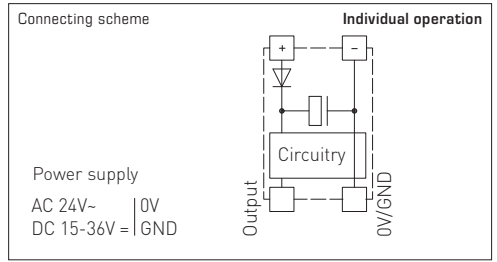 Connecting scheme
Individual operation
+ −
Circuitry
Output
0V/GND
Power supply
AC 24V~ | 0V
DC 15-36V = | GND